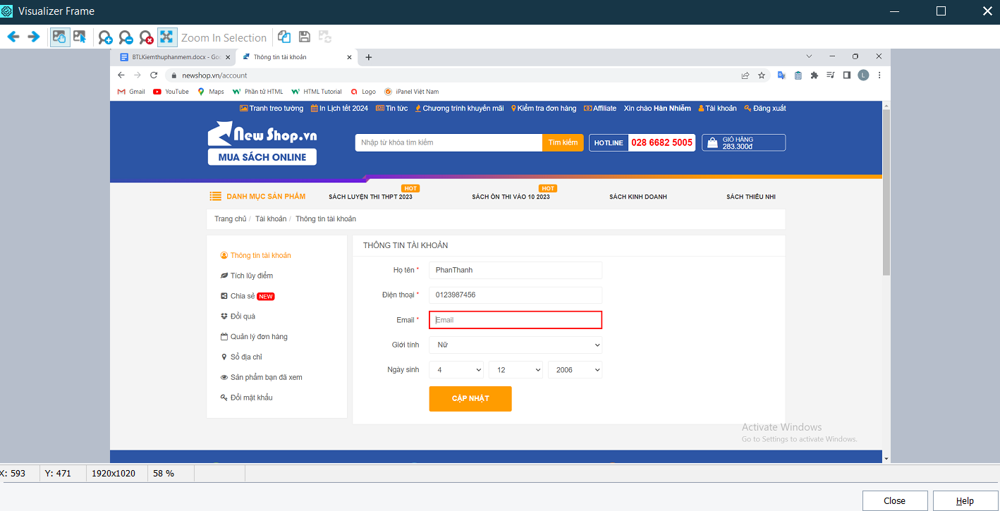 Visualizer Frame
Zoom In Selection
BTLKiemthuphanmem.docx - Goo
Thông tin tài khoản
newshop.vn/account
L
Gmail YouTube Maps Phần tử HTML HTML Tutorial Logo iPanel Việt Nam
Tranh treo tường In Lịch tết 2024 Tin tức Chương trình khuyến mãi Kiểm tra đơn hàng Affiliate Xin chào Hàn Nhiễm Tài khoản Đăng xuất
New Shop.vn
MUA SÁCH ONLINE
Nhập từ khóa tìm kiếm
Tìm kiếm
HOTLINE 028 6682 5005
GIỎ HÀNG
283.300đ
DANH MỤC SẢN PHẨM
HOT
SÁCH LUYỆN THI THPT 2023
HOT
SÁCH ÔN THI VÀO 10 2023
SÁCH KINH DOANH
SÁCH THIẾU NHI
Trang chủ / Tài khoản / Thông tin tài khoản
Thông tin tài khoản
Tích lũy điểm
Chia sẻ NEW
Đổi quà
Quản lý đơn hàng
Sổ địa chỉ
Sản phẩm bạn đã xem
Đổi mật khẩu
THÔNG TIN TÀI KHOẢN
Họ tên * PhanThanh
Điện thoại * 0123987456
Email * Email
Giới tính Nữ
Ngày sinh 4 12 2006
CẬP NHẬT
Activate Windows
Go to Settings to activate Windows.
X: 593 Y: 471 1920x1020 58 %
Close Help